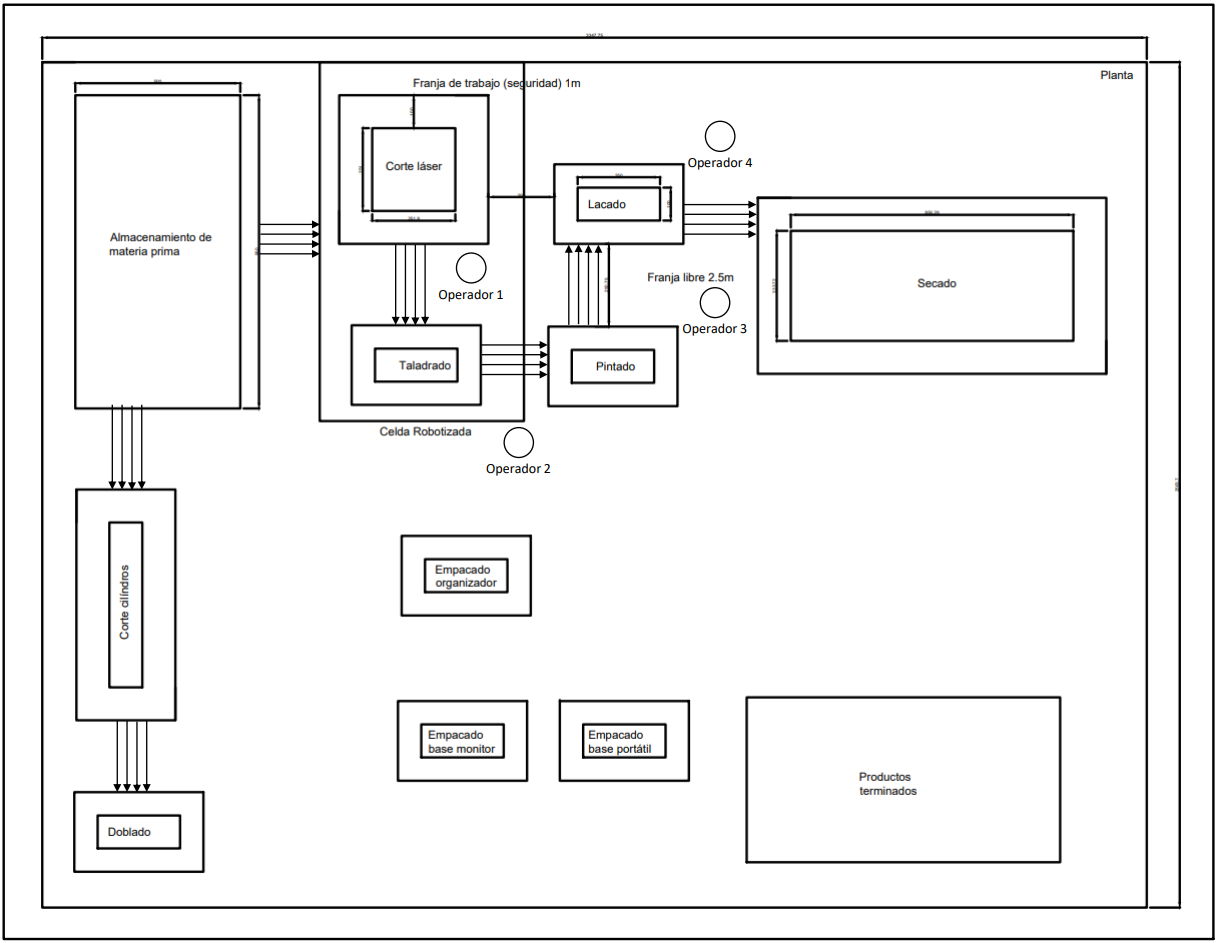 Planta
Franja de trabajo (seguridad) 1m
Corte láser
Operador 4
Lacado
Almacenamiento de
materia prima
Franja libre 2.5m
Secado
Operador 1
Operador 3
Taladrado
Pintado
Celda Robotizada
Operador 2
Empacado
organizador
Corte cilíndros
Empacado
base monitor
Empacado
base portátil
Productos
terminados
Doblado